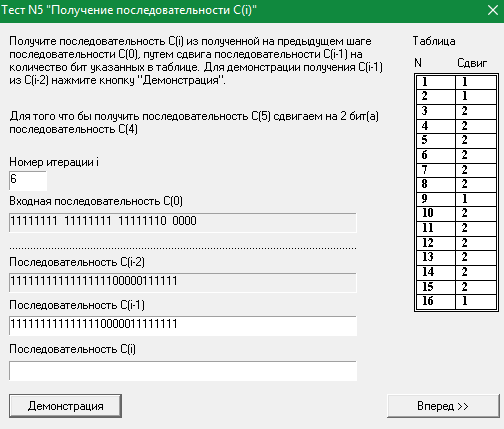 Тест N5 "Получение последовательности C(i)"
Получите последовательность C(i) из полученной на предыдущем шаге
последовательности C(0), путем сдвига последовательности C(i-1) на
количество бит указанных в таблице. Для демонстрации получения C(i-1)
из C(i-2) нажмите кнопку "Демонстрация".
Для того что бы получить последовательность C(5) сдвигаем на 2 бит(а)
последовательность C(4)
Номер итерации i
6
Входная последовательность C(0)
11111111 11111111 11111110 0000
Последовательность C(i-2)
1111111111111111100000111111
Последовательность C(i-1)
1111111111111110000011111111
Последовательность C(i)
Демонстрация
Таблица
N Сдвиг
1 1
2 1
3 2
4 2
5 2
6 2
7 2
8 2
9 1
10 2
11 2
12 2
13 2
14 2
15 2
16 1
Вперед >>